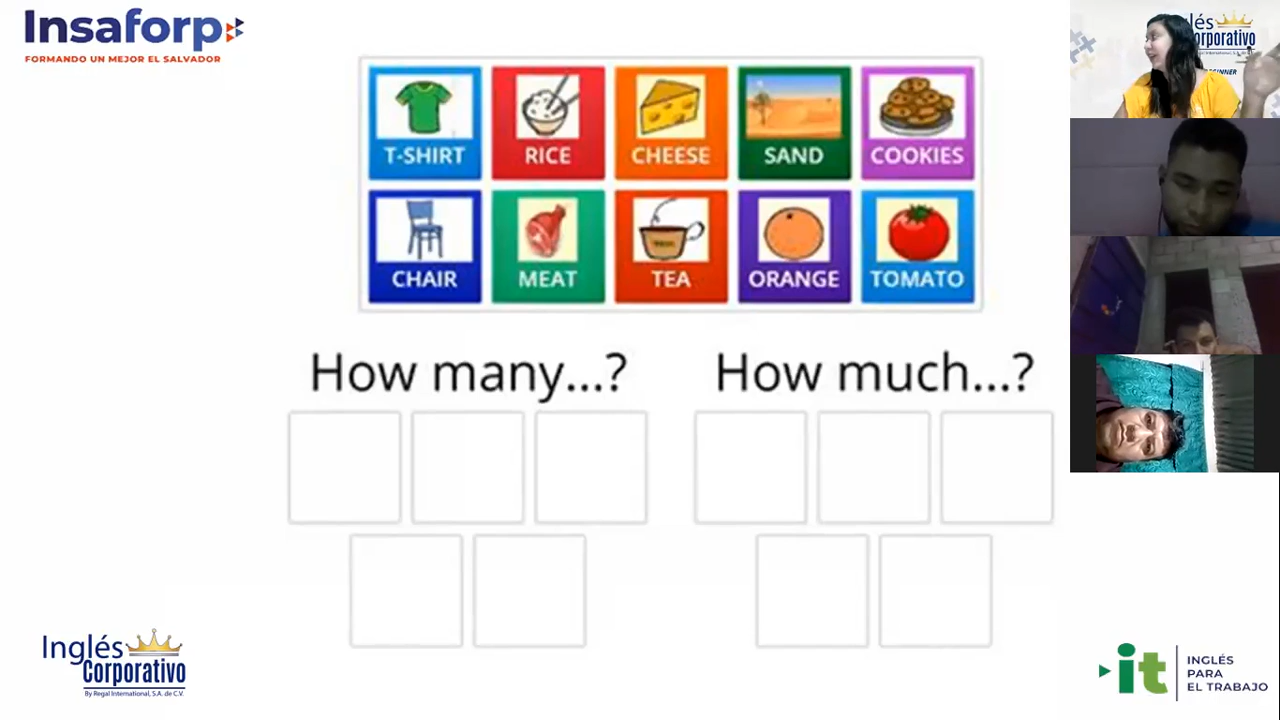 Insaforp
FORMANDO UN MEJOR EL SALVADOR
T-SHIRT
RICE
CHEESE
SAND
COOKIES
CHAIR
MEAT
TEA
ORANGE
TOMATO
How many...?
How much...?
Inglés
Corporativo
By Regal International, S.A. de C.V.
it
INGLÉS
PARA
EL TRABAJO